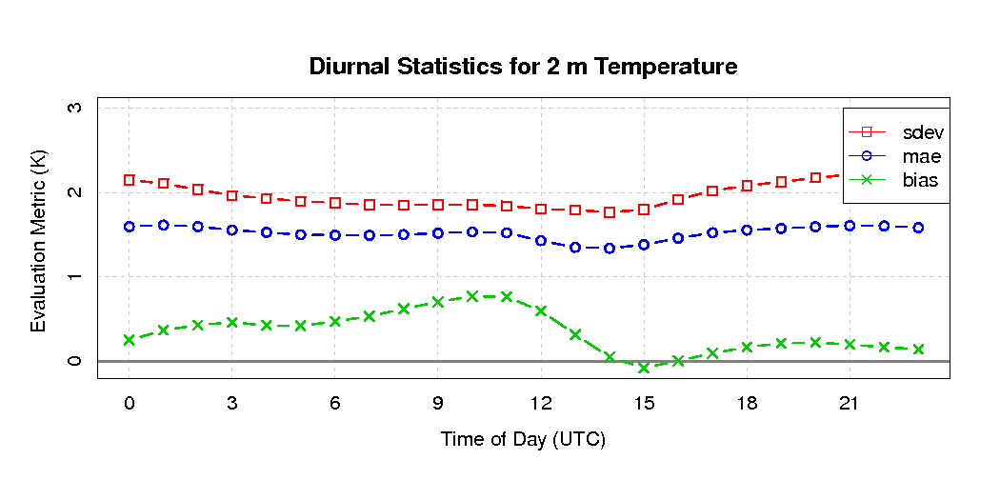 Diurnal Statistics for 2 m Temperature
Evaluation Metric (K)
3
2
1
0
sdev
mae
bias
0 3 6 9 12 15 18 21
Time of Day (UTC)